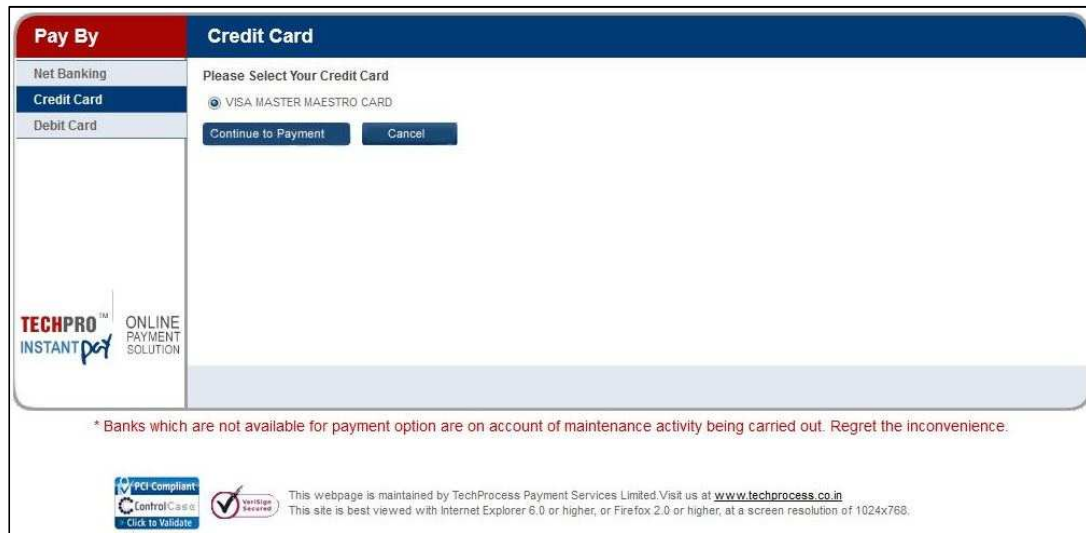 Pay By
Credit Card
Net Banking
Credit Card
Debit Card
Please Select Your Credit Card
VISA MASTER MAESTRO CARD
Continue to Payment
Cancel
TECHPRO™
INSTANT pay
ONLINE
PAYMENT
SOLUTION
* Banks which are not available for payment option are on account of maintenance activity being carried out. Regret the inconvenience.
PCI Compliant
ControlCase
Click to Validate
VeriSign
Secured
This webpage is maintained by TechProcess Payment Services Limited.Visit us at www.techprocess.co.in
This site is best viewed with Internet Explorer 6.0 or higher, or Firefox 2.0 or higher, at a screen resolution of 1024x768.